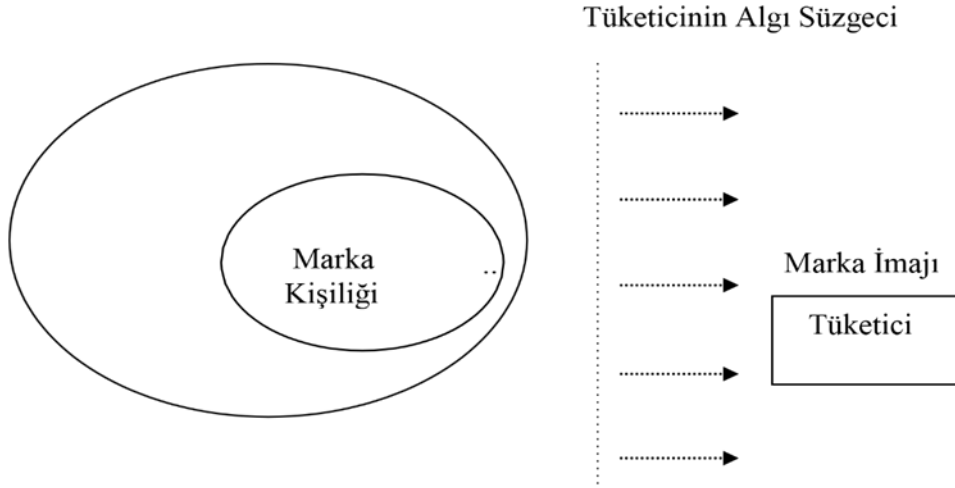 Tüketicinin Algı Süzgeci
Marka
Kişiliği
..
Marka İmajı
Tüketici